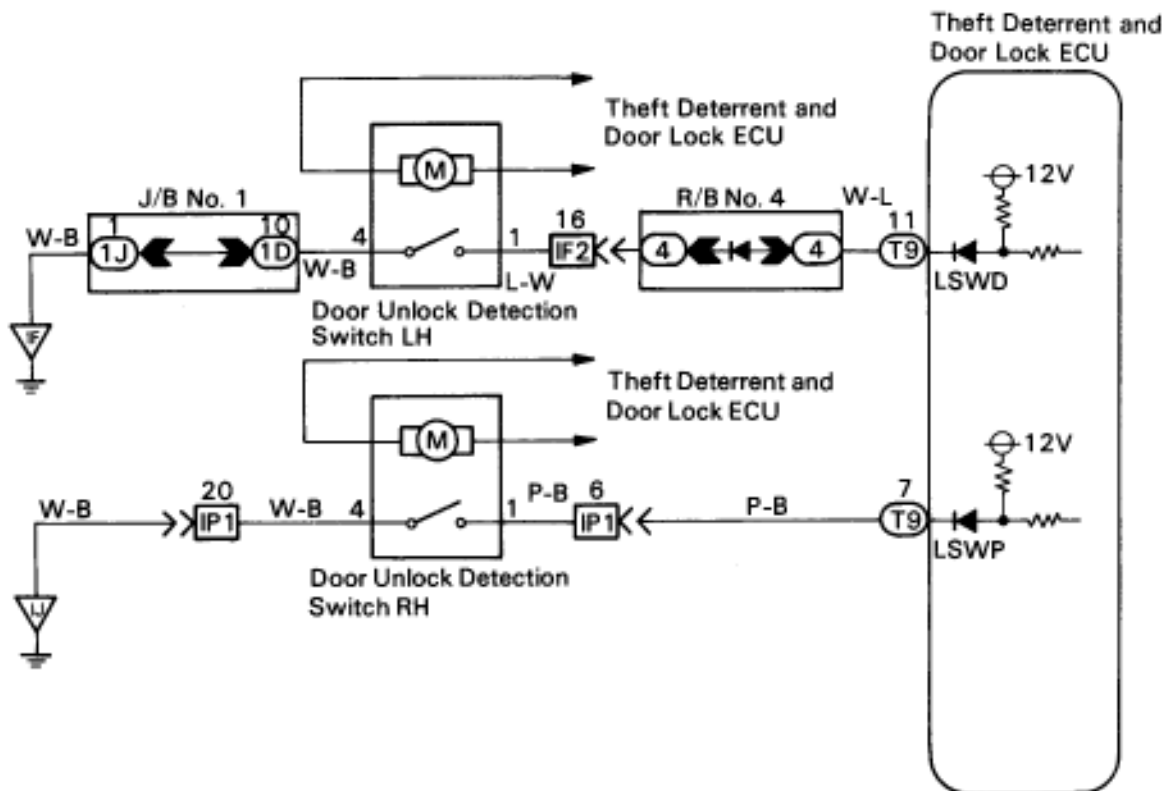 Theft Deterrent and
Door Lock ECU
Theft Deterrent and
Door Lock ECU
M
12V
J/B No. 1
R/B No. 4
W-L
1
10
16
11
W-B
1J
1D
4
1
IF2
4
4
T9
W-B
L-W
LSWD
Door Unlock Detection
Switch LH
IF
Theft Deterrent and
Door Lock ECU
M
12V
20
P-B
6
7
W-B
IP1
W-B
4
1
IP1
P-B
T9
LSWP
Door Unlock Detection
Switch RH
IJ